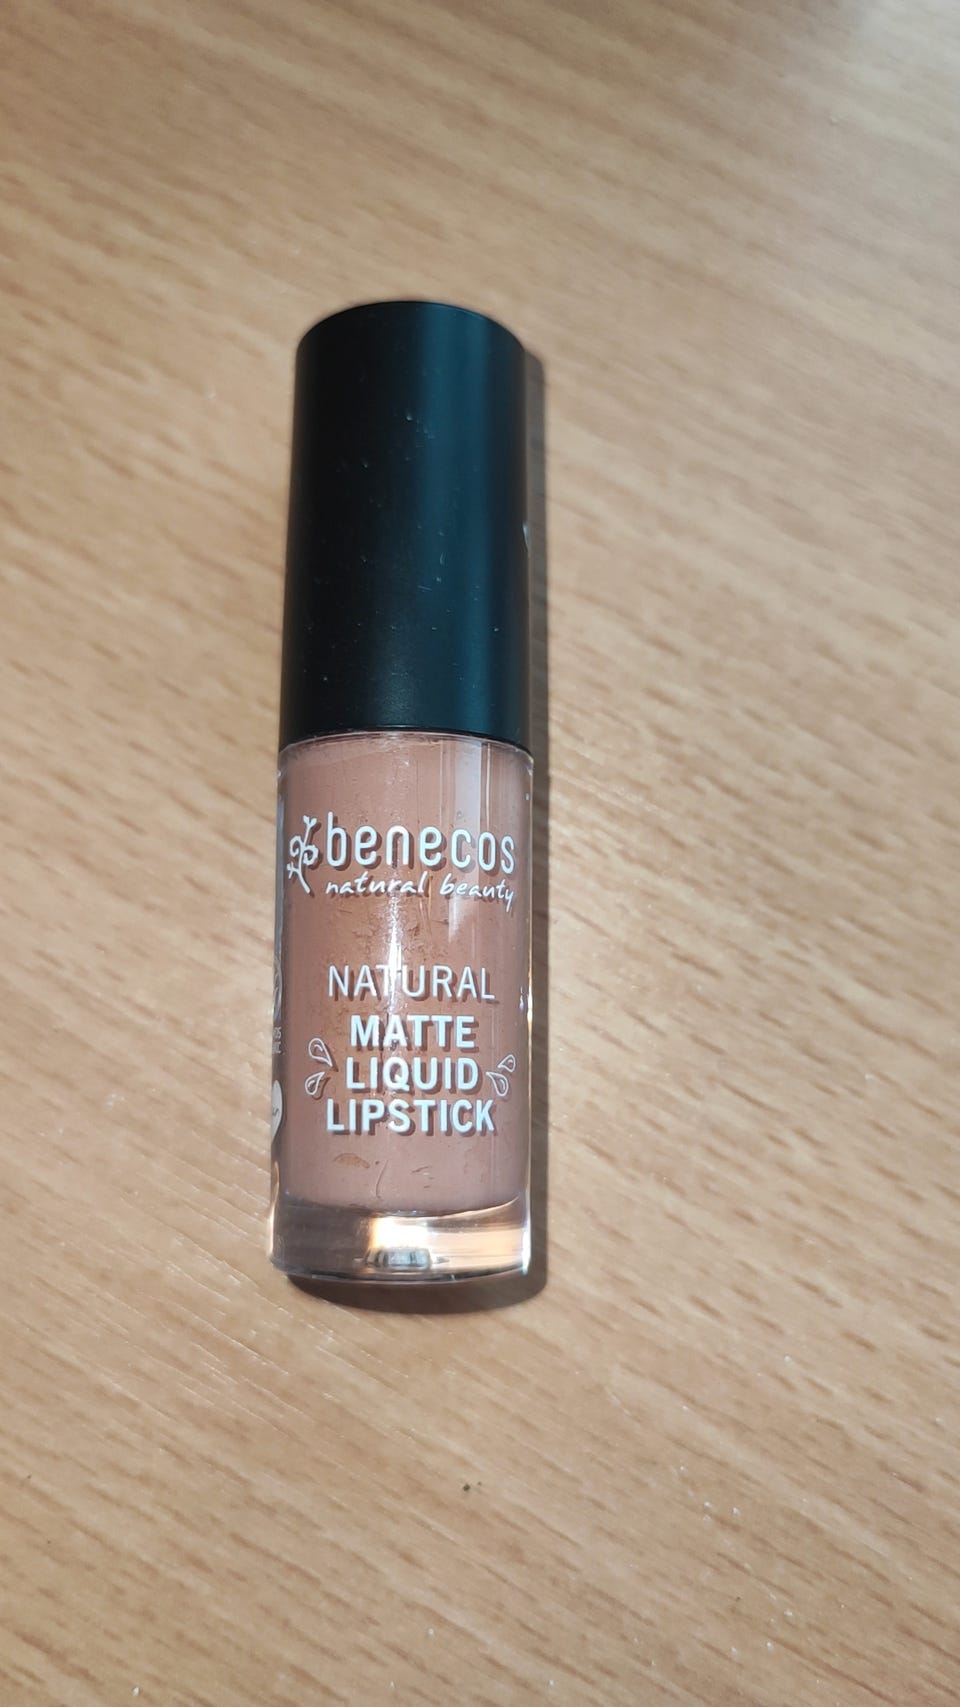 benecos
natural beauty
NATURAL
MATTE
LIQUID
LIPSTICK